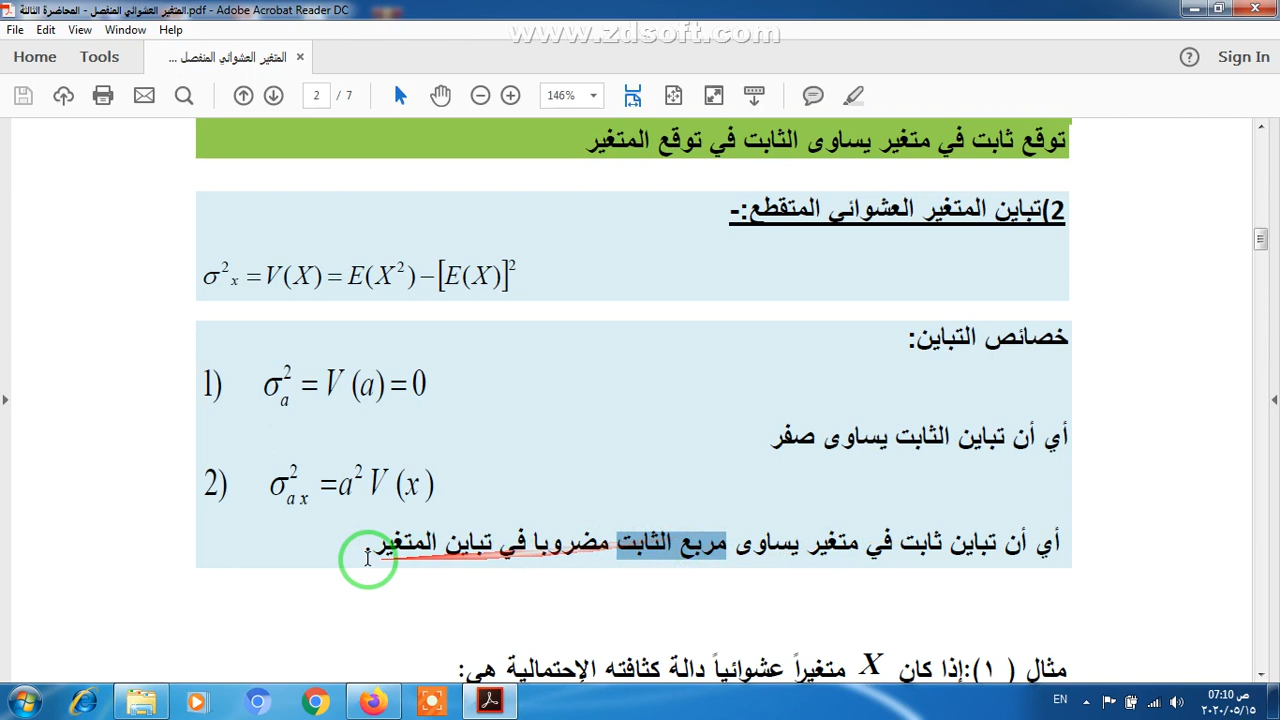 المتغير العشوائي المنفصل - المحاضرة الثالثة.pdf - Adobe Acrobat Reader DC
File Edit View Window Help
www.zdsoft.com
Home Tools المتغير العشوائي المنفصل ... × Sign In
2 / 7 146%
توقع ثابت في متغير يساوى الثابت في توقع المتغير
2)تباين المتغير العشوائي المتقطع:-
σ²ₓ = V(X) = E(X²) − [E(X)]²
خصائص التباين:
1) σ²ₐ = V (a) = 0
أي أن تباين الثابت يساوى صفر
2) σ²ₐₓ = a² V (x)
أي أن تباين ثابت في متغير يساوى مربع الثابت مضروبا في تباين المتغير.
مثال ( ١):إذا كان X متغيراً عشوائياً دالة كثافته الإحتمالية هي:
EN 07:10 ص
٢٠٢٠/٠٥/١٥